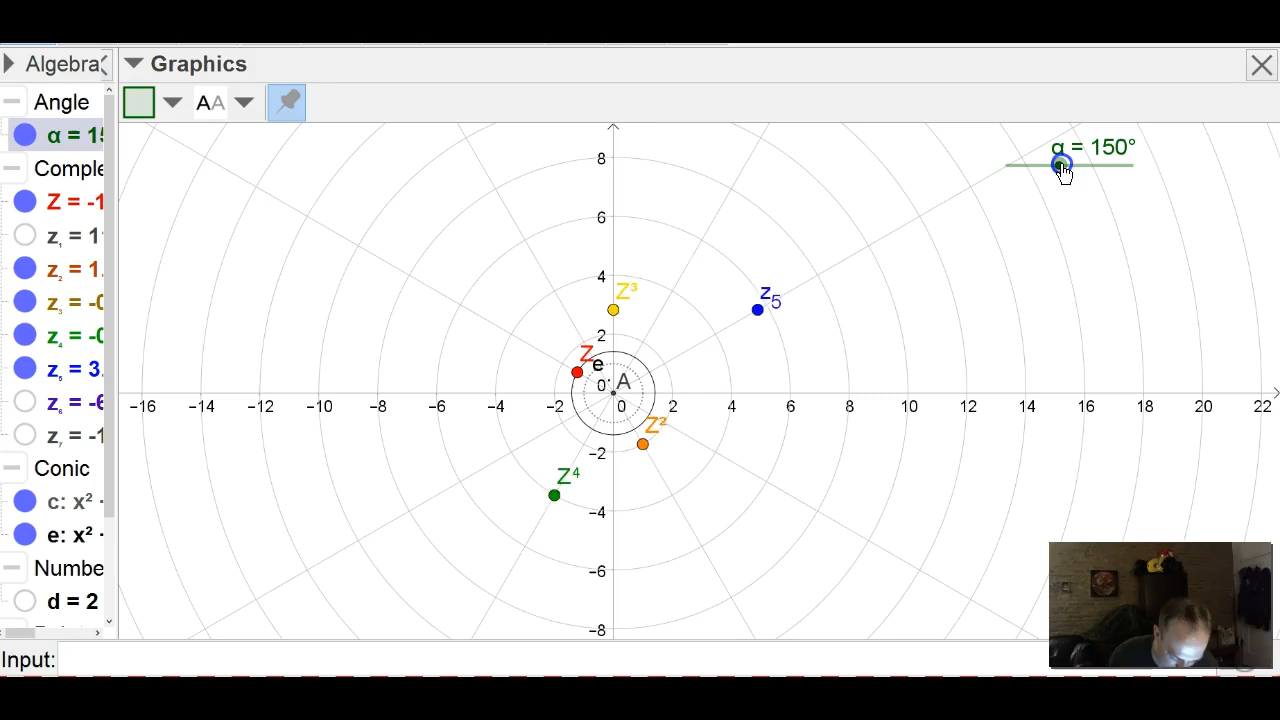 Algebra
Graphics
AA
Angle
α = 15
Comple
Z = -1
z₁ = 1
z₂ = 1.
z₃ = -0
z₄ = -0
z₅ = 3.
z₆ = -6
z₇ = -1
Conic
c: x²
e: x²
Numbe
d = 2
α = 150°
8
6
4
2
0
-2
-4
-6
-8
-16 -14 -12 -10 -8 -6 -4 -2 0 2 4 6 8 10 12 14 16 18 20 22
Z³
z₅
Z
e
A
Z²
Z⁴
Input: